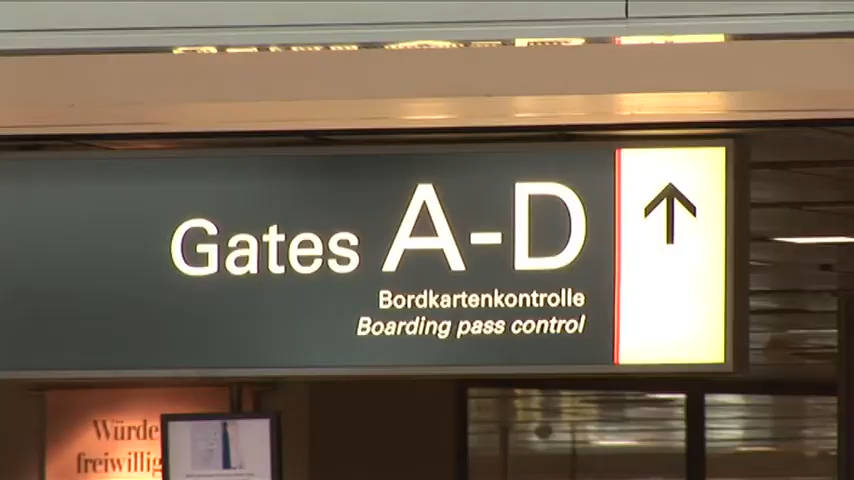 Gates A-D
Bordkartenkontrolle
Boarding pass control
Würde
freiwillig